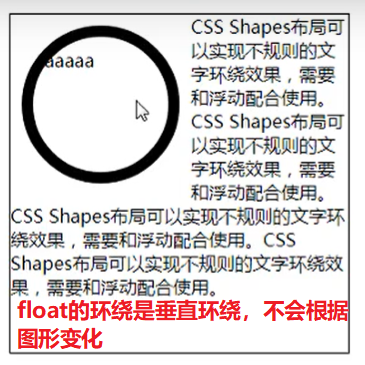 aaaaa
CSS Shapes布局可
以实现不规则的文
字环绕效果，需要
和浮动配合使用。
CSS Shapes布局可
以实现不规则的文
字环绕效果，需要
和浮动配合使用。
CSS Shapes布局可以实现不规则的文字环
绕效果，需要和浮动配合使用。CSS
Shapes布局可以实现不规则的文字环绕效
果，需要和浮动配合使用。
float的环绕是垂直环绕，不会根据
图形变化